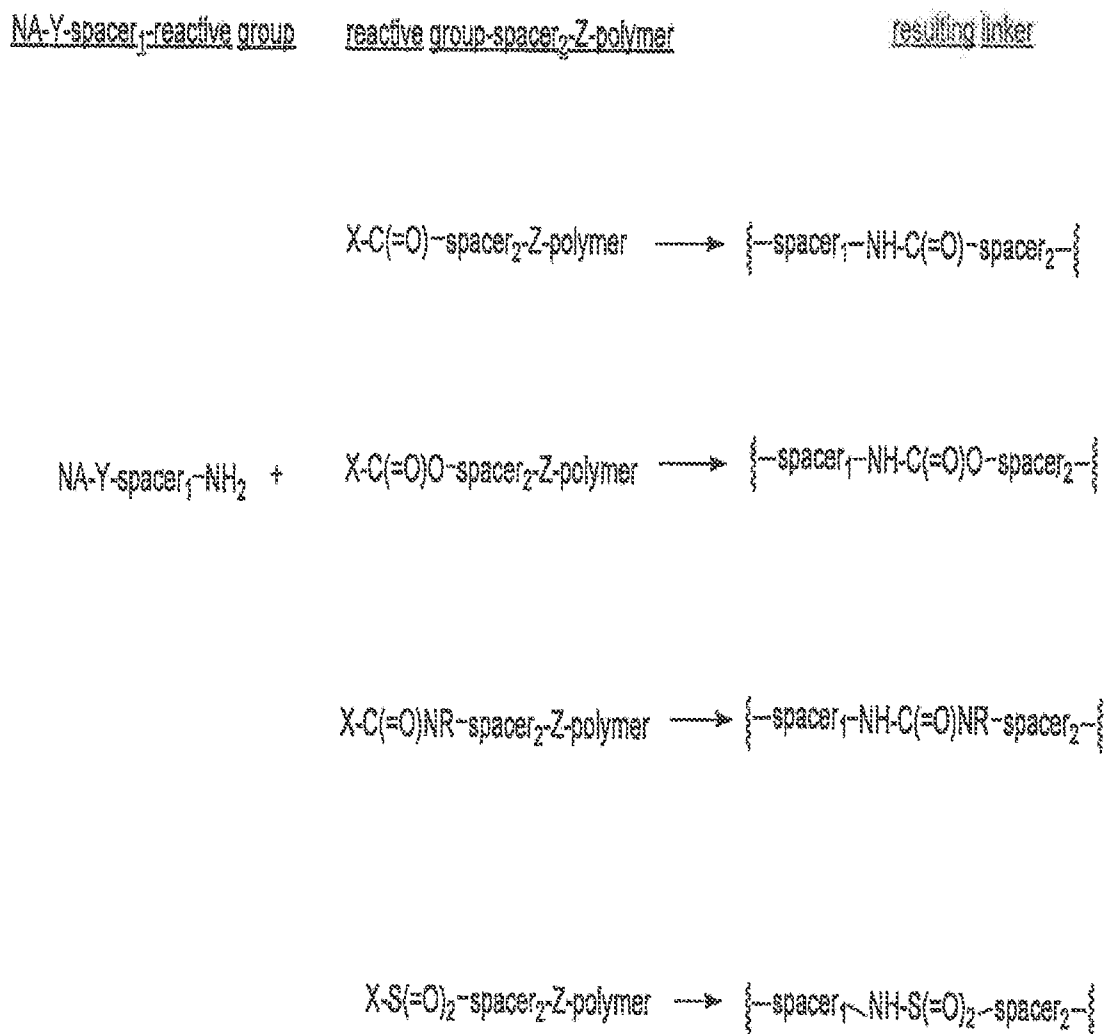 NA-Y-spacer₁-reactive group reactive group-spacer₂-Z-polymer resulting linker
X-C(=O)-spacer₂-Z-polymer → -spacer₁-NH-C(=O)-spacer₂-
NA-Y-spacer₁-NH₂ + X-C(=O)O-spacer₂-Z-polymer → -spacer₁-NH-C(=O)O-spacer₂-
X-C(=O)NR-spacer₂-Z-polymer → -spacer₁-NH-C(=O)NR-spacer₂-
X-S(=O)₂-spacer₂-Z-polymer → -spacer₁-NH-S(=O)₂-spacer₂-